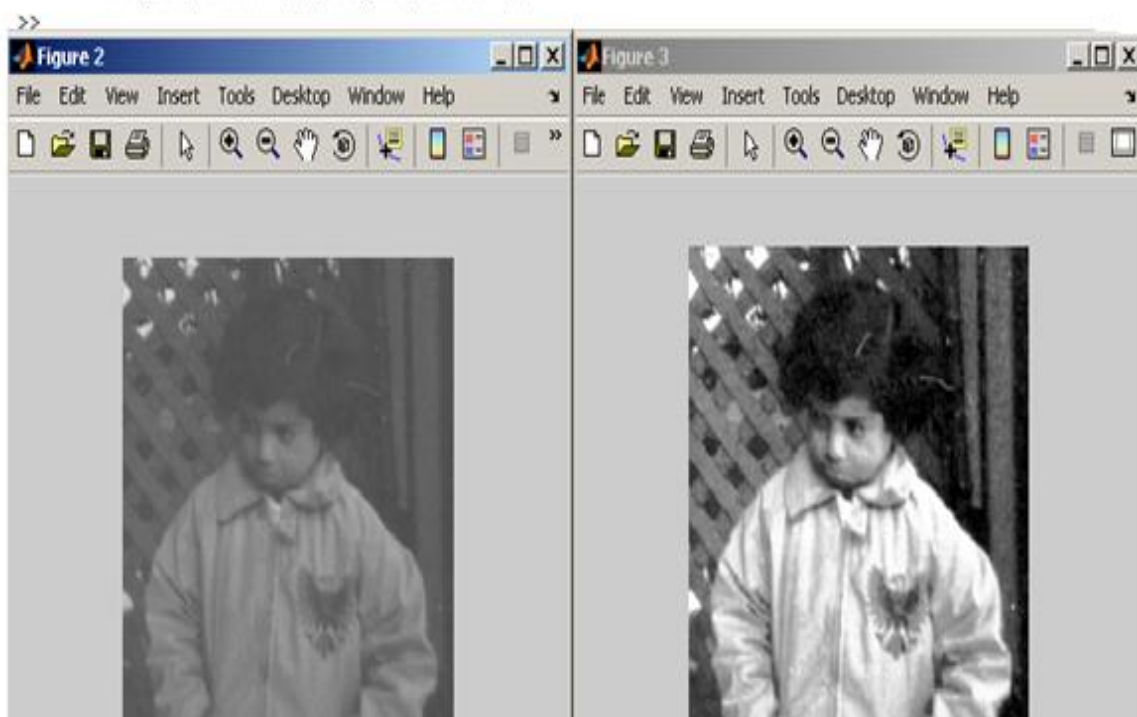 >>
Figure 2
File Edit View Insert Tools Desktop Window Help
Figure 3
File Edit View Insert Tools Desktop Window Help